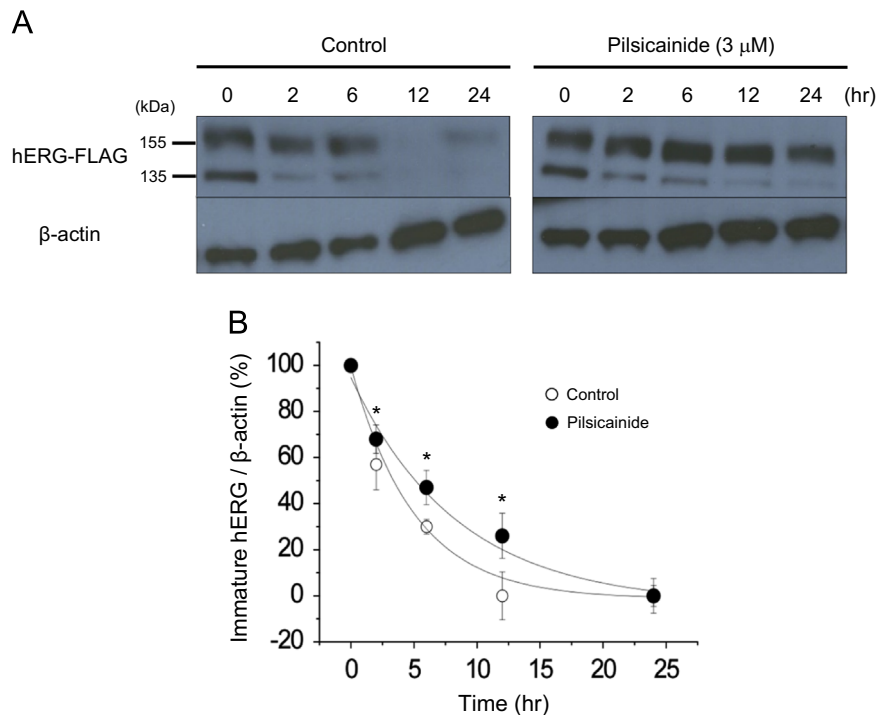 A
Control Pilsicainide (3 μM)
0 2 6 12 24 0 2 6 12 24 (hr)
(kDa)
hERG-FLAG 155
135
β-actin
B
Immature hERG / β-actin (%)
100
80
60
40
20
0
-20
* * *
Control
Pilsicainide
0 5 10 15 20 25
Time (hr)